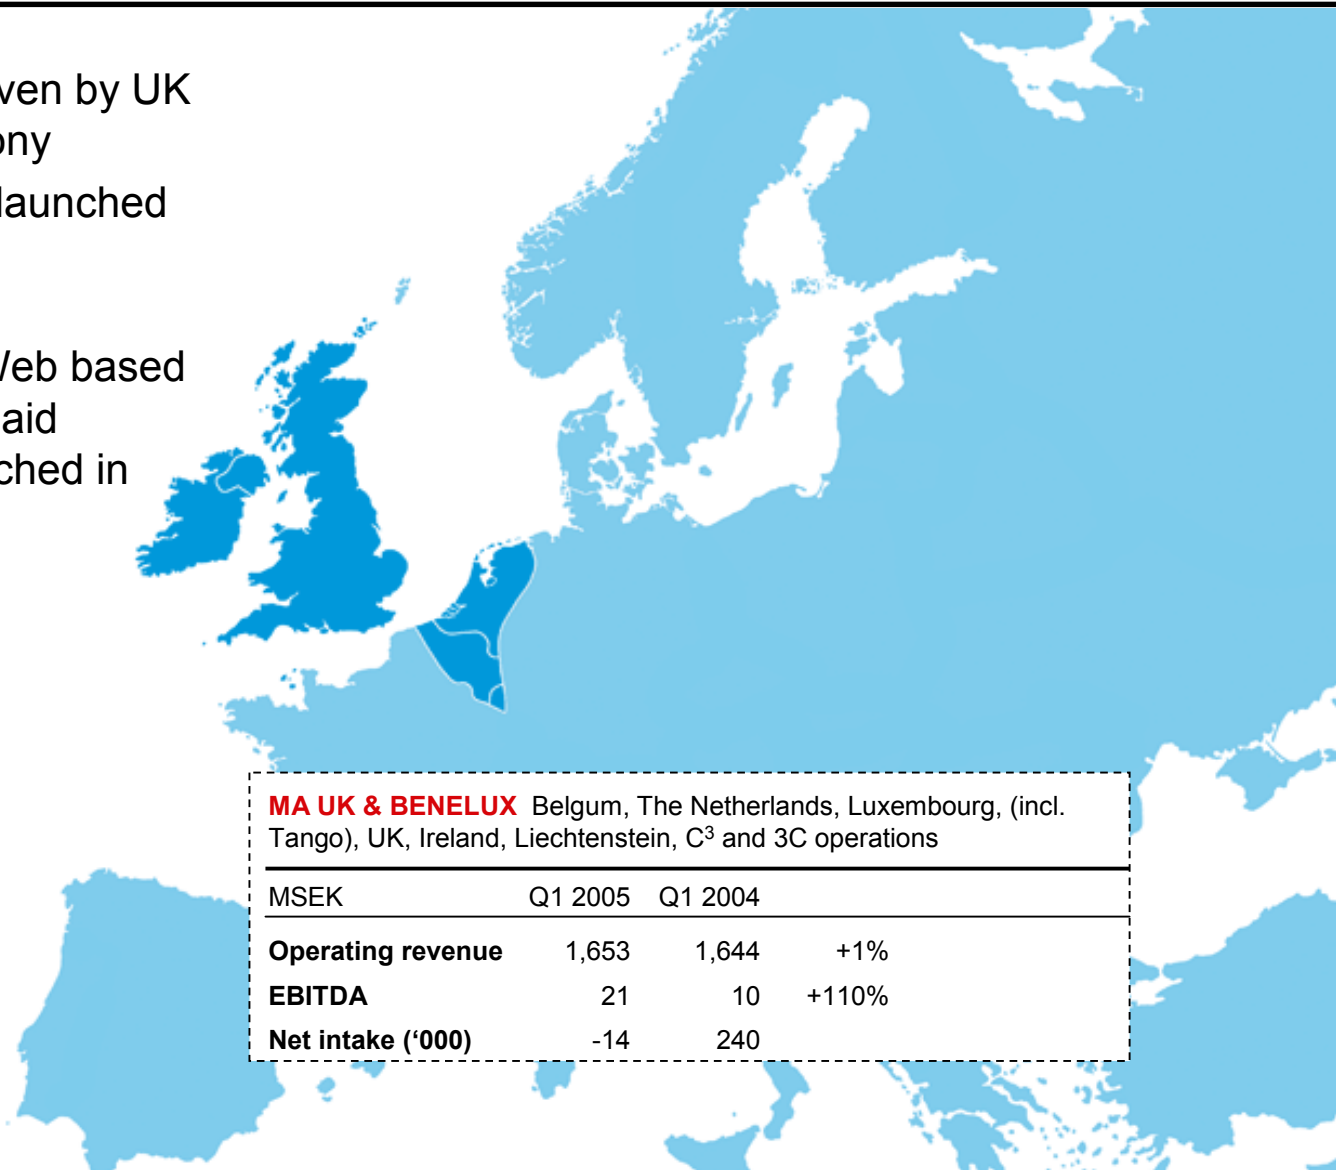 ven by UK
ony
launched
Web based
aid
ched in
MA UK & BENELUX Belgum, The Netherlands, Luxembourg, (incl.
Tango), UK, Ireland, Liechtenstein, C³ and 3C operations
MSEK Q1 2005 Q1 2004
Operating revenue 1,653 1,644 +1%
EBITDA 21 10 +110%
Net intake (‘000) -14 240